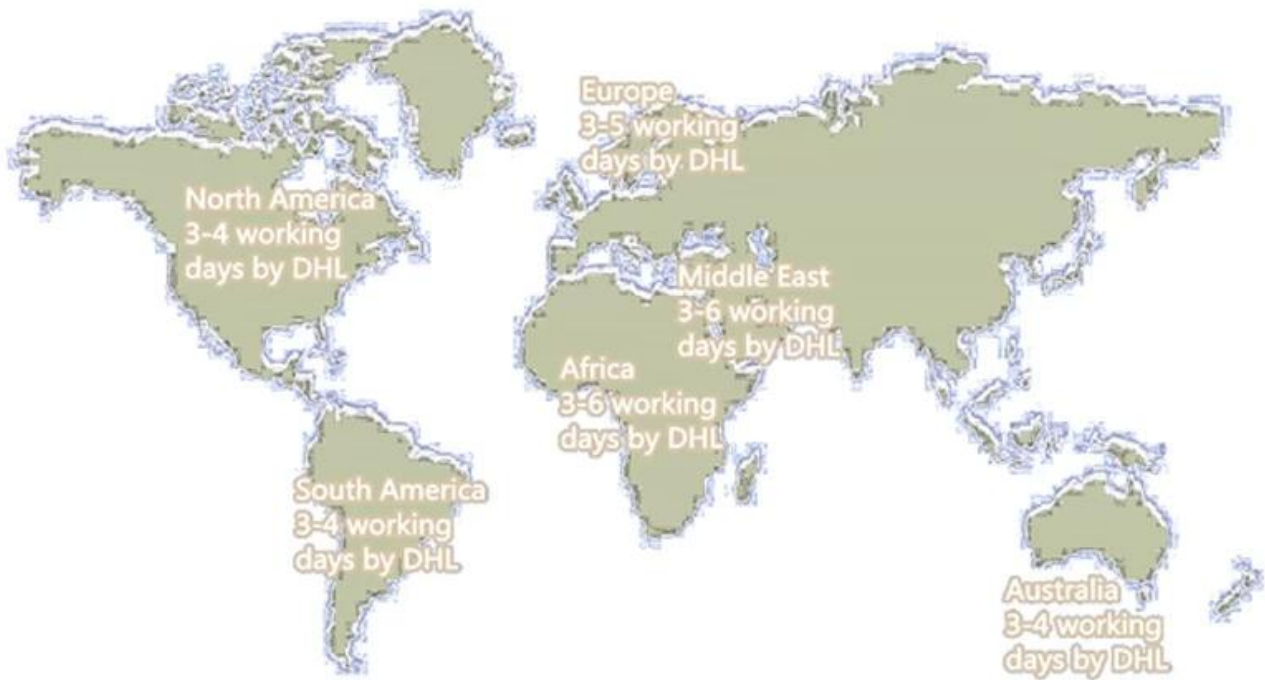 Europe
3-5 working
days by DHL
North America
3-4 working
days by DHL
Middle East
3-6 working
days by DHL
Africa
3-6 working
days by DHL
South America
3-4 working
days by DHL
Australia
3-4 working
days by DHL